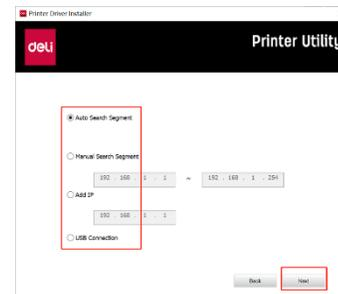 Printer Driver Installer
deli
Printer Utility
Auto Search Segment
Manual Search Segment
192 . 168 . 1 . 1 ~ 192 . 168 . 1 . 254
Add IP
192 . 168 . 1 . 1
USB Connection
Back Next